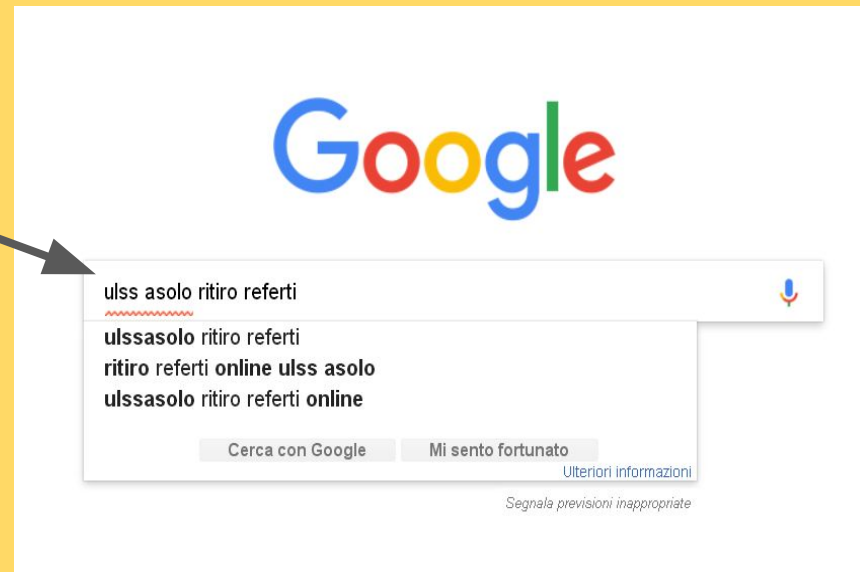 Google
ulss asolo ritiro referti
ulssasolo ritiro referti
ritiro referti online ulss asolo
ulssasolo ritiro referti online
Cerca con Google Mi sento fortunato
Ulteriori informazioni
Segnala previsioni inappropriate